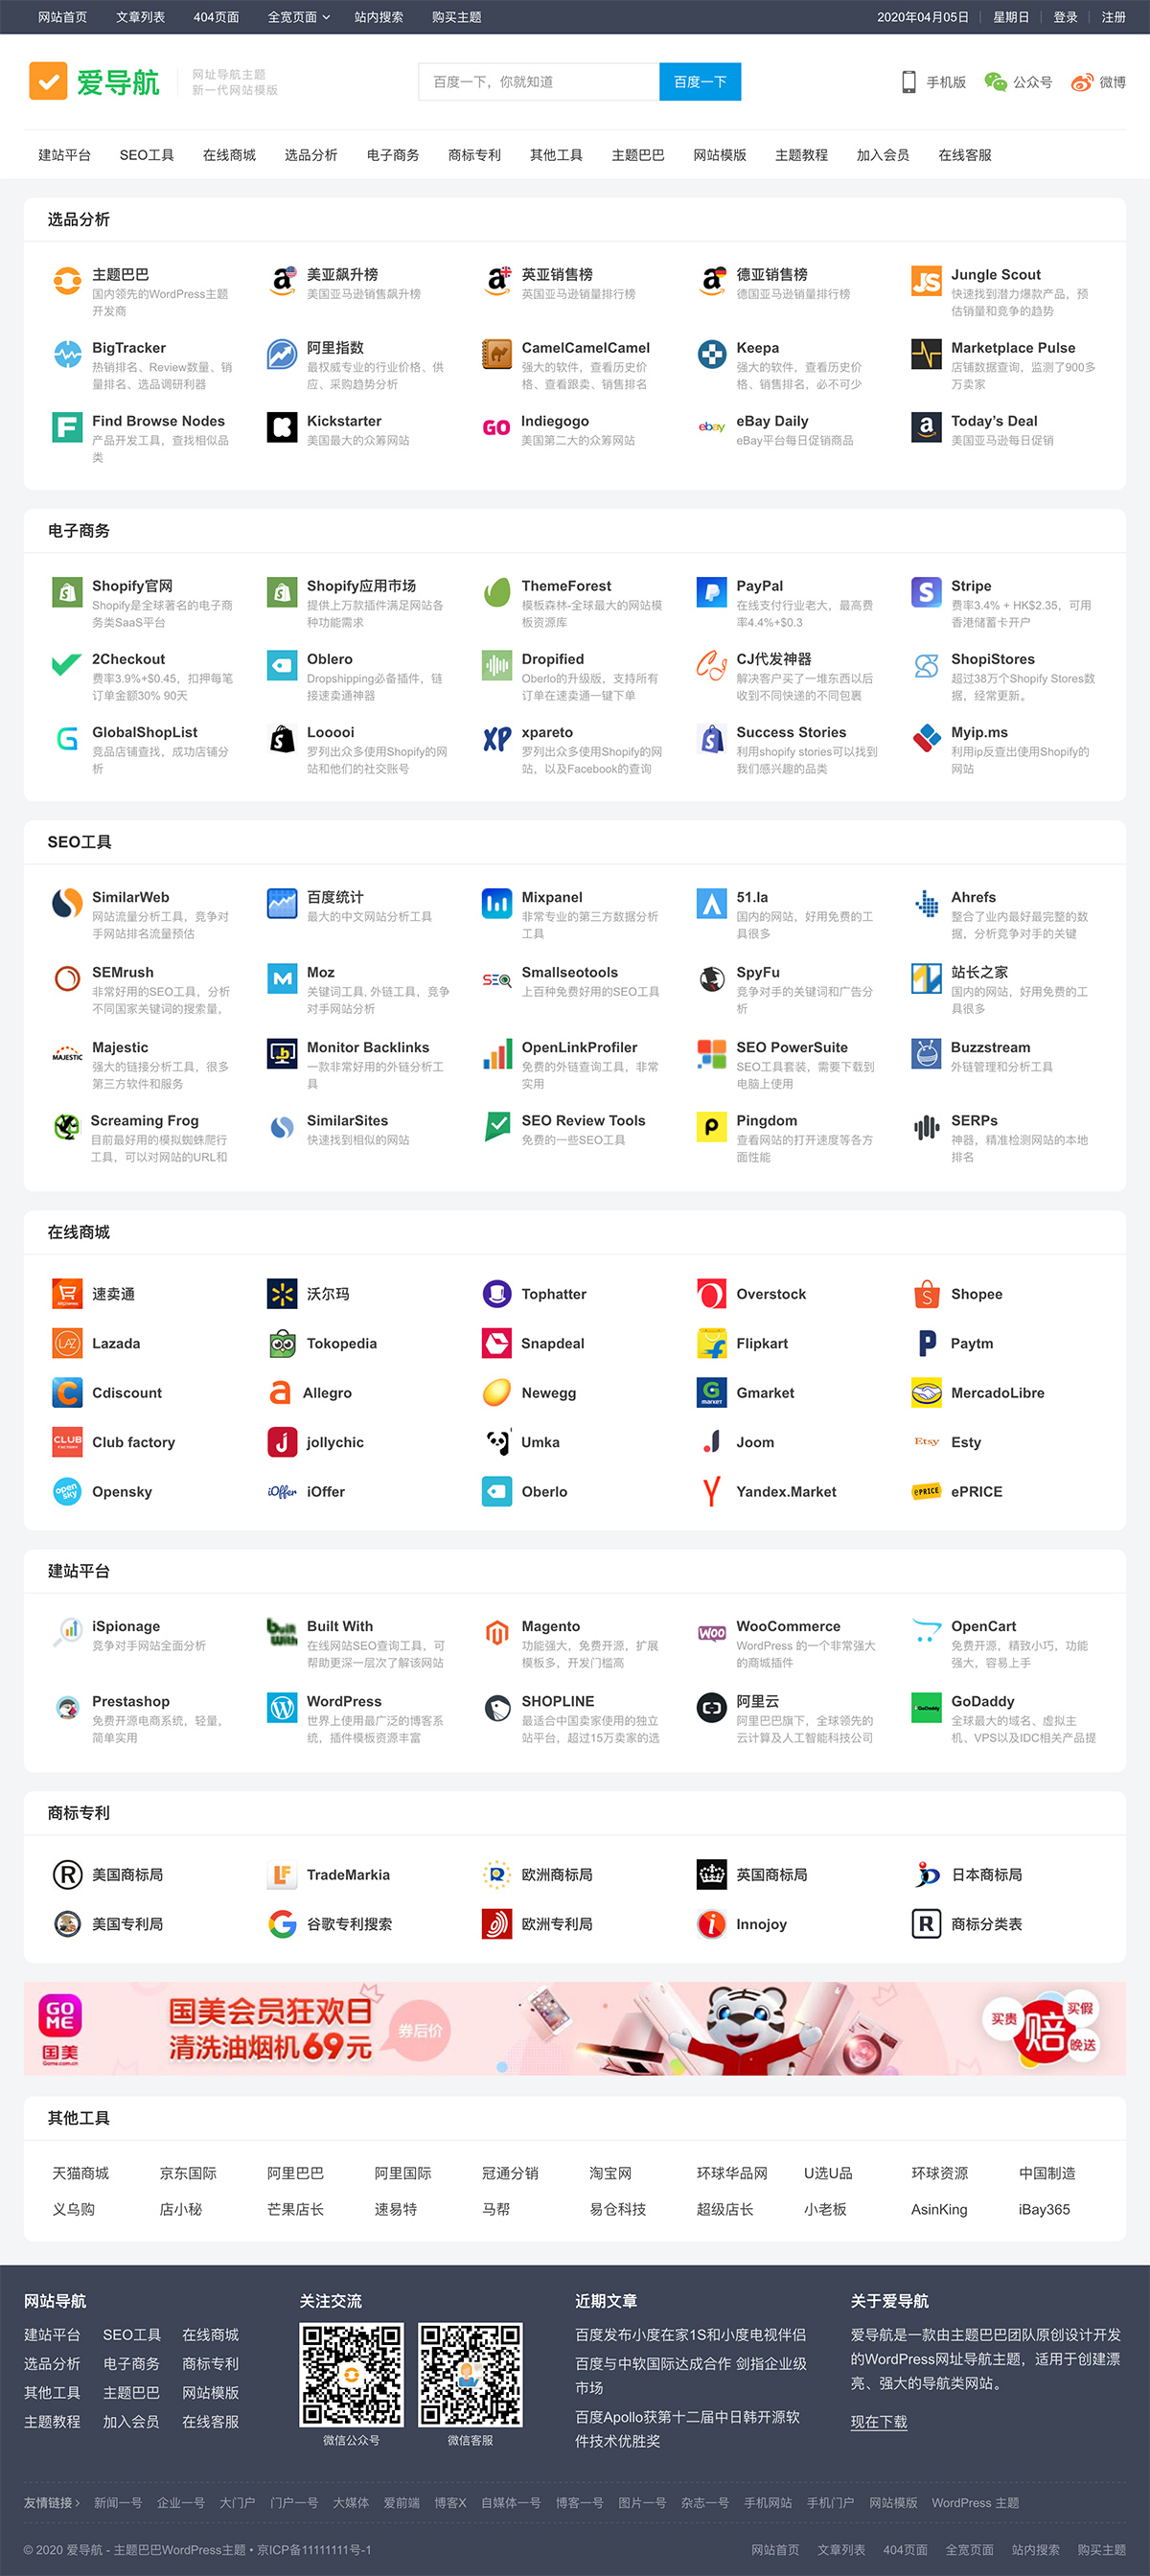 网站首页 文章列表 404页面 全宽页面 站内搜索 购买主题 2020年04月05日 星期日 登录 注册
爱导航 网址导航主题
新一代网站模版
百度一下，你就知道 百度一下 手机版 公众号 微博
建站平台 SEO工具 在线商城 选品分析 电子商务 商标专利 其他工具 主题巴巴 网站模版 主题教程 加入会员 在线客服
选品分析
主题巴巴 美亚飙升榜 英亚销售榜 德亚销售榜 Jungle Scout
国内领先的WordPress主题 美国亚马逊销售飙升榜 英国亚马逊销量排行榜 德国亚马逊销量排行榜 快速找到潜力爆款产品，预
开发商 估销量和竞争的趋势
BigTracker 阿里指数 CamelCamelCamel Keepa Marketplace Pulse
热销排名、Review数量、销 最权威专业的行业价格、供 强大的软件，查看历史价 强大的软件，查看历史价 店铺数据查询，监测了900多
量排名、选品调研利器 应、采购趋势分析 格、查看跟卖、销售排名 格、销售排名，必不可少 万卖家
Find Browse Nodes Kickstarter Indiegogo eBay Daily Today's Deal
产品开发工具，查找相似品 美国最大的众筹网站 美国第二大的众筹网站 eBay平台每日促销商品 美国亚马逊每日促销
类
电子商务
Shopify官网 Shopify应用市场 ThemeForest PayPal Stripe
Shopify是全球著名的电子商 提供上万款插件满足网站各 模板森林-全球最大的网站模 在线支付行业老大，最高费 费率3.4% + HK$2.35，可用
务类SaaS平台 种功能需求 板资源库 率4.4%+$0.3 香港储蓄卡开户
2Checkout Oblero Dropified CJ代发神器 ShopiStores
费率3.9%+$0.45，扣押每笔 Dropshipping必备插件，链 Oberlo的升级版，支持所有 解决客户买了一堆东西以后 超过38万个Shopify Stores数
订单金额30% 90天 接速卖通神器 订单在速卖通一键下单 收到不同快递的不同包裹 据，经常更新。
GlobalShopList Looooi xpareto Success Stories Myip.ms
竞品店铺查找，成功店铺分 罗列出众多使用Shopify的网 罗列出众多使用Shopify的网 利用shopify stories可以找到 利用ip反查出使用Shopify的
析 站和他们的社交账号 站，以及Facebook的查询 我们感兴趣的品类 网站
SEO工具
SimilarWeb 百度统计 Mixpanel 51.la Ahrefs
网站流量分析工具，竞争对 最大的中文网站分析工具 非常专业的第三方数据分析 国内的网站，好用免费的工 整合了业内最好最完整的数
手网站排名流量预估 工具 具很多 据，分析竞争对手的关键
SEMrush Moz Smallseotools SpyFu 站长之家
非常好用的SEO工具，分析 关键词工具, 外链工具，竞争 上百种免费好用的SEO工具 竞争对手的关键词和广告分 国内的网站，好用免费的工
不同国家关键词的搜索量， 对手网站分析 析 具很多
Majestic Monitor Backlinks OpenLinkProfiler SEO PowerSuite Buzzstream
强大的链接分析工具，很多 一款非常好用的外链分析工 免费的外链查询工具，非常 SEO工具套装，需要下载到 外链管理和分析工具
第三方软件和服务 具 实用 电脑上使用
Screaming Frog SimilarSites SEO Review Tools Pingdom SERPs
目前最好用的模拟蜘蛛爬行 快速找到相似的网站 免费的一些SEO工具 查看网站的打开速度等各方 神器，精准检测网站的本地
工具，可以对网站的URL和 面性能 排名
在线商城
速卖通 沃尔玛 Tophatter Overstock Shopee
Lazada Tokopedia Snapdeal Flipkart Paytm
Cdiscount Allegro Newegg Gmarket MercadoLibre
Club factory jollychic Umka Joom Esty
Opensky iOffer Oberlo Yandex.Market ePRICE
建站平台
iSpionage Built With Magento WooCommerce OpenCart
竞争对手网站全面分析 在线网站SEO查询工具，可 功能强大，免费开源，扩展 WordPress 的一个非常强大 免费开源，精致小巧，功能
帮助更深一层次了解该网站 模板多，开发门槛高 的商城插件 强大，容易上手
Prestashop WordPress SHOPLINE 阿里云 GoDaddy
免费开源电商系统，轻量， 世界上使用最广泛的博客系 最适合中国卖家使用的独立 阿里巴巴旗下，全球领先的 全球最大的域名、虚拟主
简单实用 统，插件模板资源丰富 站平台，超过15万卖家的选 云计算及人工智能科技公司 机、VPS以及IDC相关产品提
商标专利
美国商标局 TradeMarkia 欧洲商标局 英国商标局 日本商标局
美国专利局 谷歌专利搜索 欧洲专利局 Innojoy 商标分类表
GOME 国美 Gome.com.cn 国美会员狂欢日 清洗油烟机69元 券后价 买贵 赔 买假 晚送
其他工具
天猫商城 京东国际 阿里巴巴 阿里国际 冠通分销 淘宝网 环球华品网 U选U品 环球资源 中国制造
义乌购 店小秘 芒果店长 速易特 马帮 易仓科技 超级店长 小老板 AsinKing iBay365
网站导航 关注交流 近期文章 关于爱导航
建站平台 SEO工具 在线商城 百度发布小度在家1S和小度电视伴侣 爱导航是一款由主题巴巴团队原创设计开发
选品分析 电子商务 商标专利 百度与中软国际达成合作 剑指企业级 的WordPress网址导航主题，适用于创建漂
其他工具 主题巴巴 网站模版 市场 亮、强大的导航类网站。
主题教程 加入会员 在线客服 百度Apollo获第十二届中日韩开源软 现在下载
微信公众号 微信客服 件技术优胜奖
友情链接 新闻一号 企业一号 大门户 门户一号 大媒体 爱前端 博客X 自媒体一号 博客一号 图片一号 杂志一号 手机网站 手机门户 网站模版 WordPress 主题
© 2020 爱导航 - 主题巴巴WordPress主题 • 京ICP备11111111号-1 网站首页 文章列表 404页面 全宽页面 站内搜索 购买主题